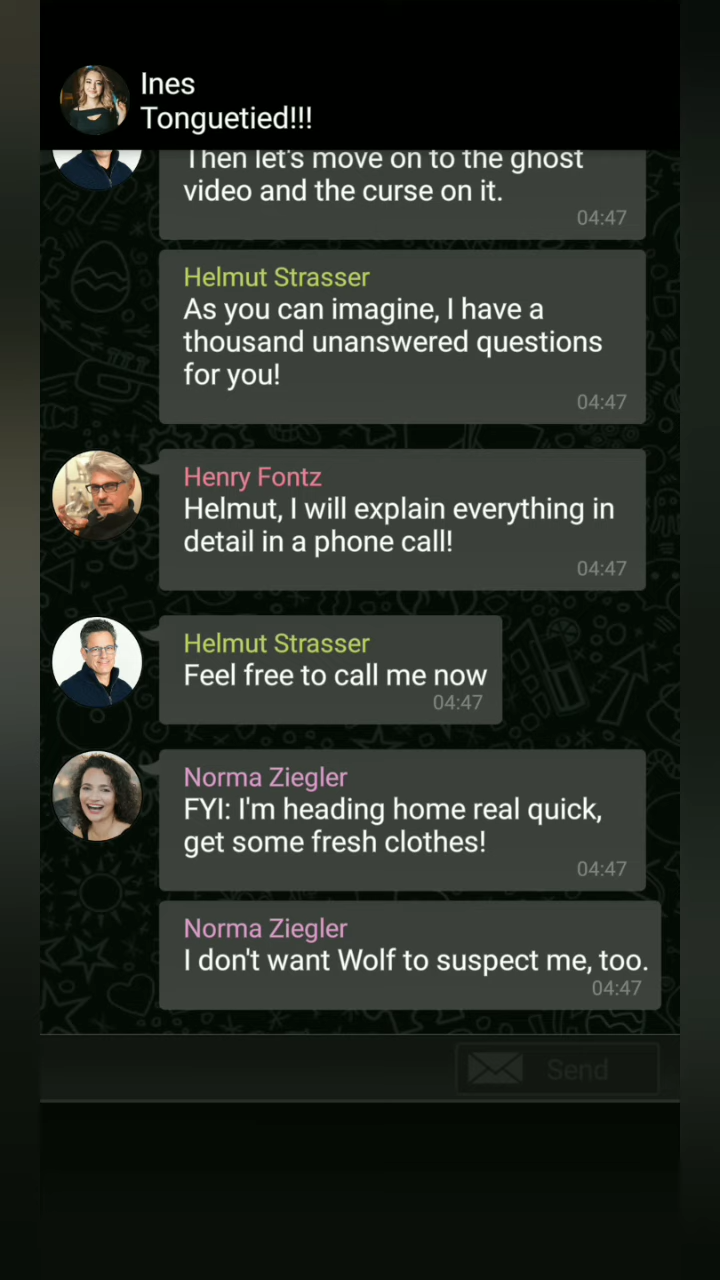 Ines
Tonguetied!!!
Then let's move on to the ghost
video and the curse on it.
04:47
Helmut Strasser
As you can imagine, I have a
thousand unanswered questions
for you!
04:47
Henry Fontz
Helmut, I will explain everything in
detail in a phone call!
04:47
Helmut Strasser
Feel free to call me now
04:47
Norma Ziegler
FYI: I'm heading home real quick,
get some fresh clothes!
04:47
Norma Ziegler
I don't want Wolf to suspect me, too.
04:47
Send